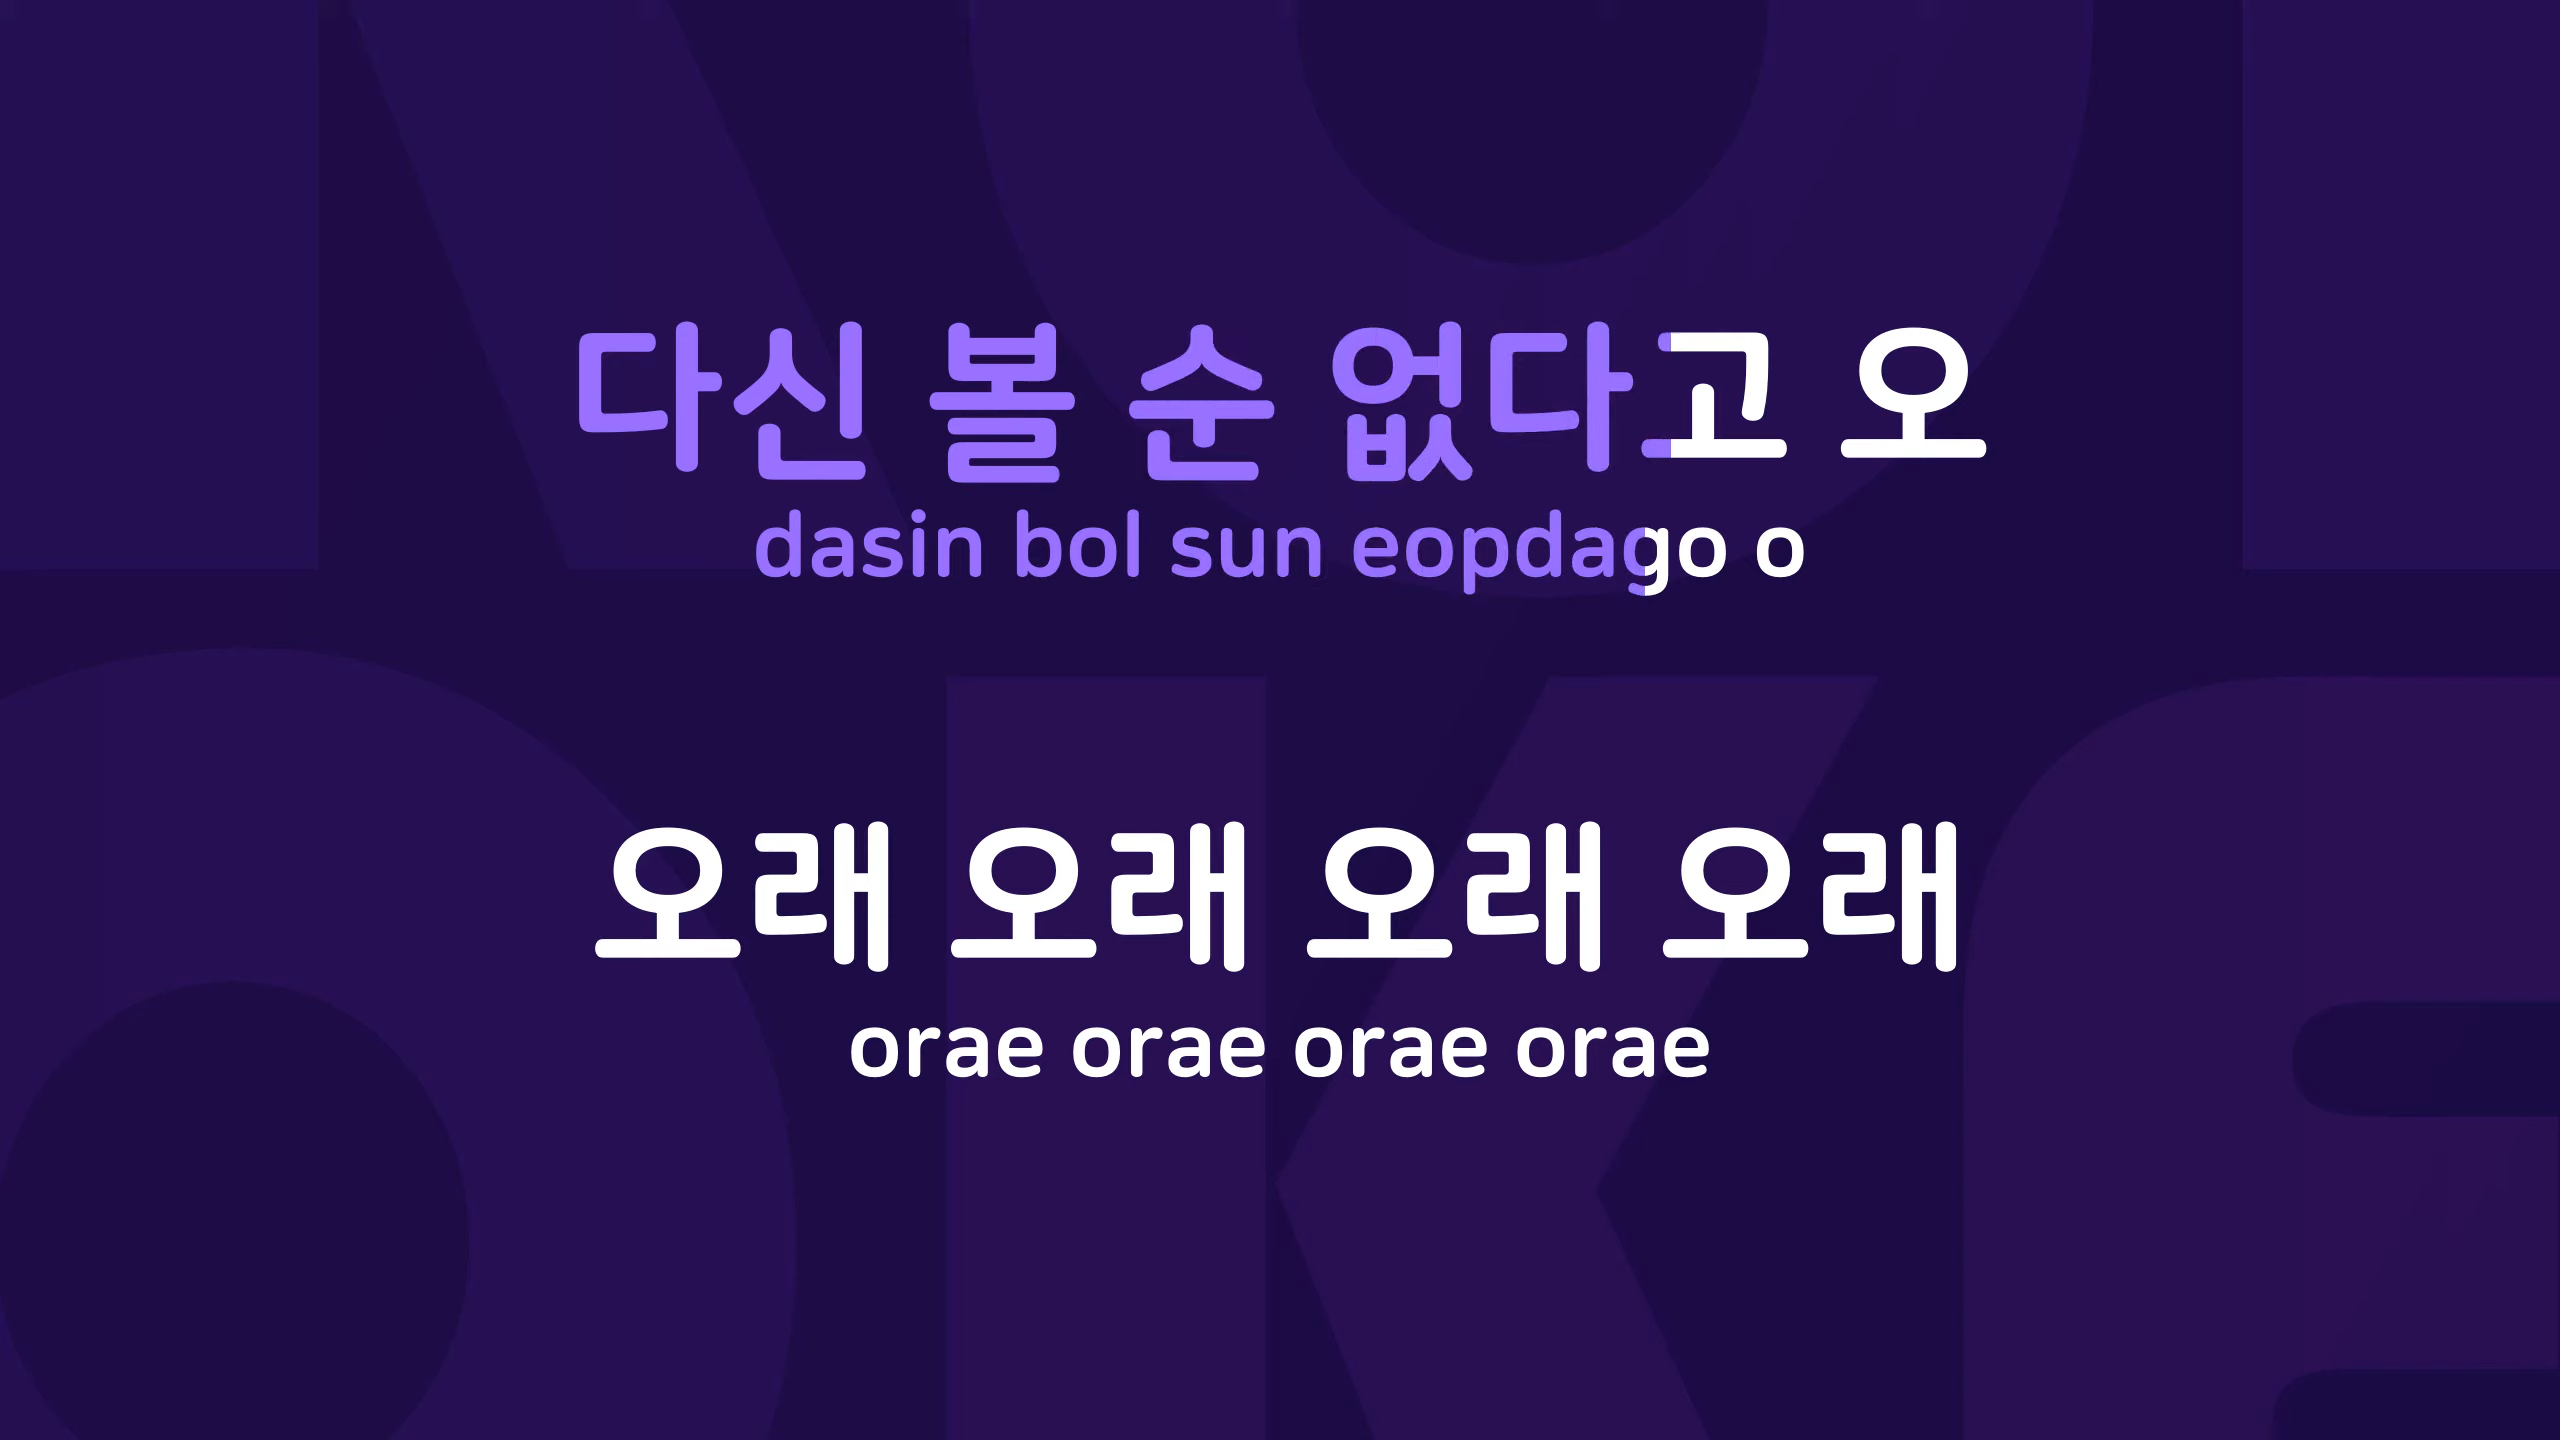 다신 볼 순 없다고 오
dasin bol sun eopdago o
오래 오래 오래 오래
orae orae orae orae